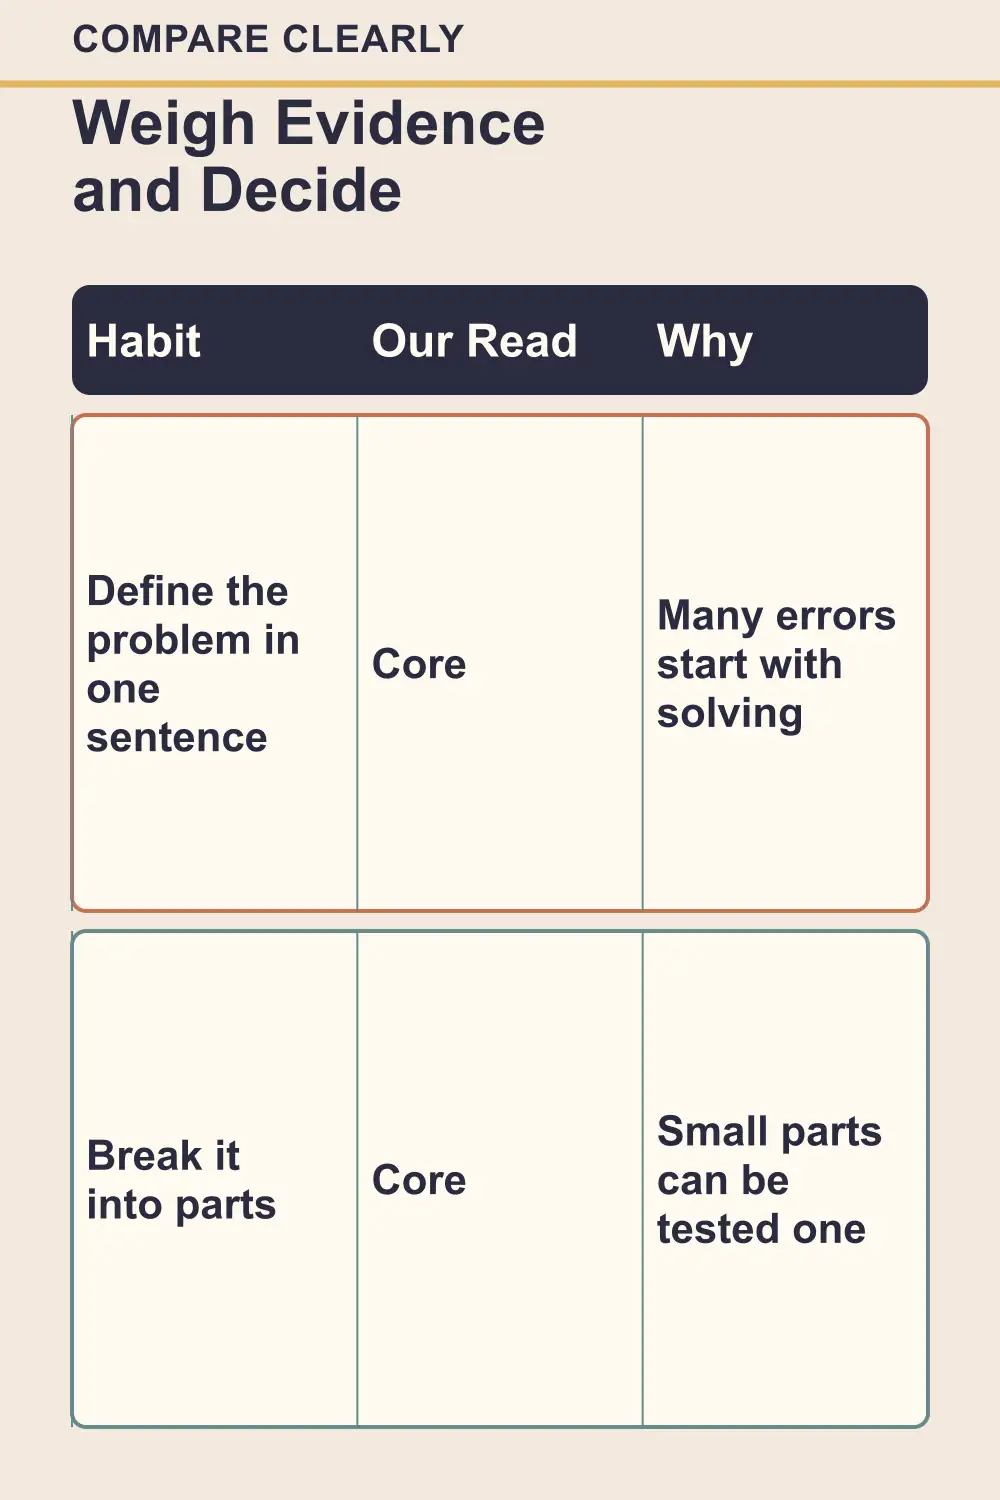 COMPARE CLEARLY
Weigh Evidence
and Decide
Habit Our Read Why
Define the
problem in
one
sentence
Core
Many errors
start with
solving
Break it
into parts
Core
Small parts
can be
tested one